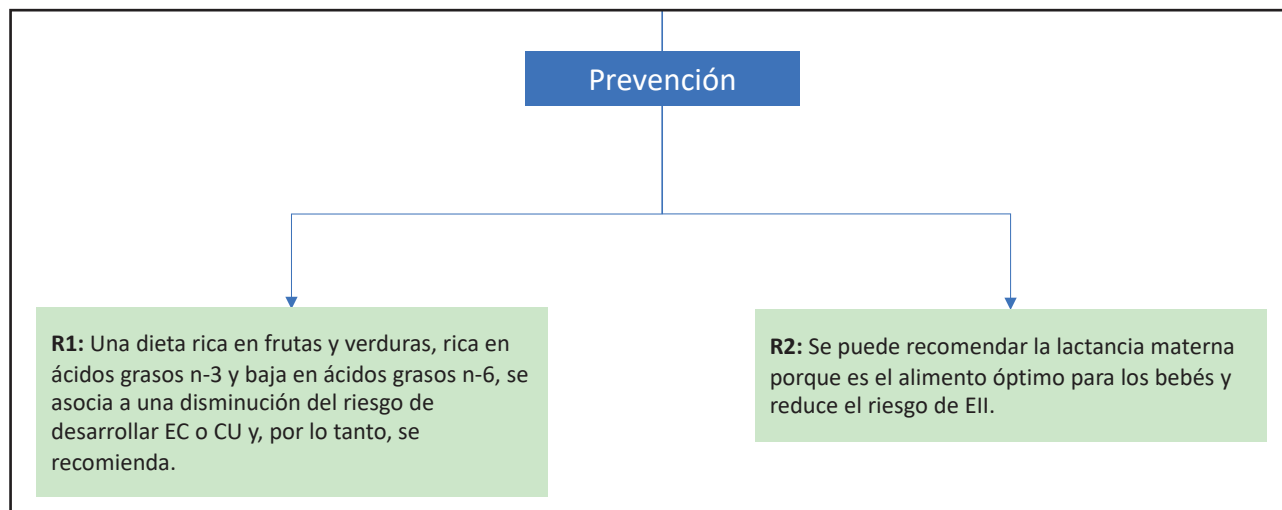 Prevención
R1: Una dieta rica en frutas y verduras, rica en
ácidos grasos n-3 y baja en ácidos grasos n-6, se
asocia a una disminución del riesgo de
desarrollar EC o CU y, por lo tanto, se
recomienda.
R2: Se puede recomendar la lactancia materna
porque es el alimento óptimo para los bebés y
reduce el riesgo de EII.